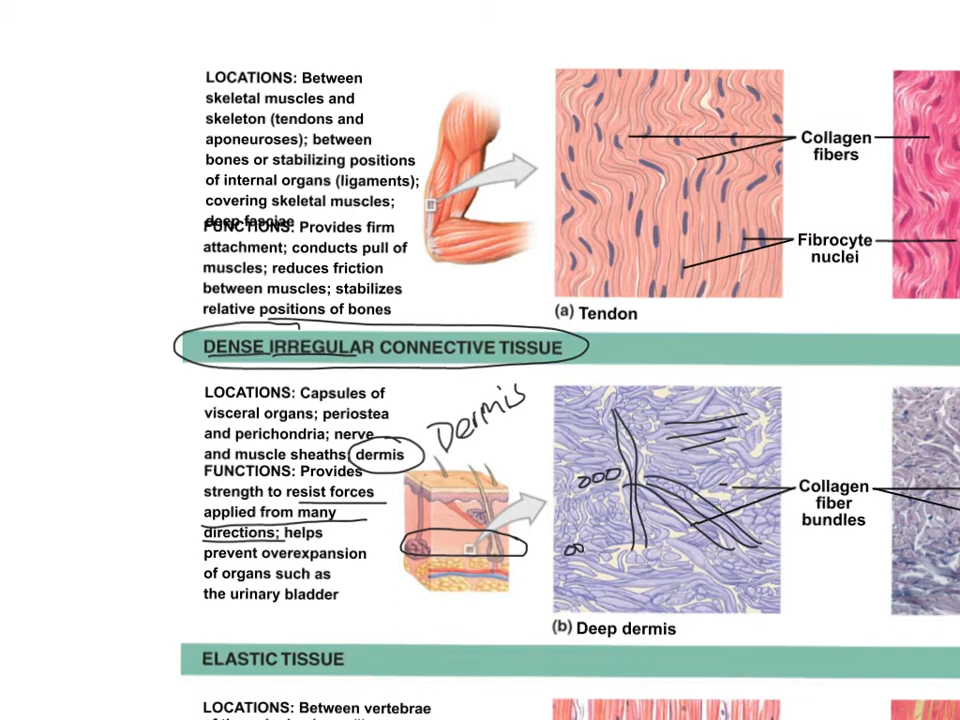 LOCATIONS: Between
skeletal muscles and
skeleton (tendons and
aponeuroses); between
bones or stabilizing positions
of internal organs (ligaments);
covering skeletal muscles;
deep fasciae
FUNCTIONS: Provides firm
attachment; conducts pull of
muscles; reduces friction
between muscles; stabilizes
relative positions of bones
Collagen
fibers
Fibrocyte
nuclei
(a) Tendon
DENSE IRREGULAR CONNECTIVE TISSUE
LOCATIONS: Capsules of
visceral organs; periostea
and perichondria; nerve
and muscle sheaths; dermis
FUNCTIONS: Provides
strength to resist forces
applied from many
directions; helps
prevent overexpansion
of organs such as
the urinary bladder
Dermis
Collagen
fiber
bundles
(b) Deep dermis
ELASTIC TISSUE
LOCATIONS: Between vertebrae